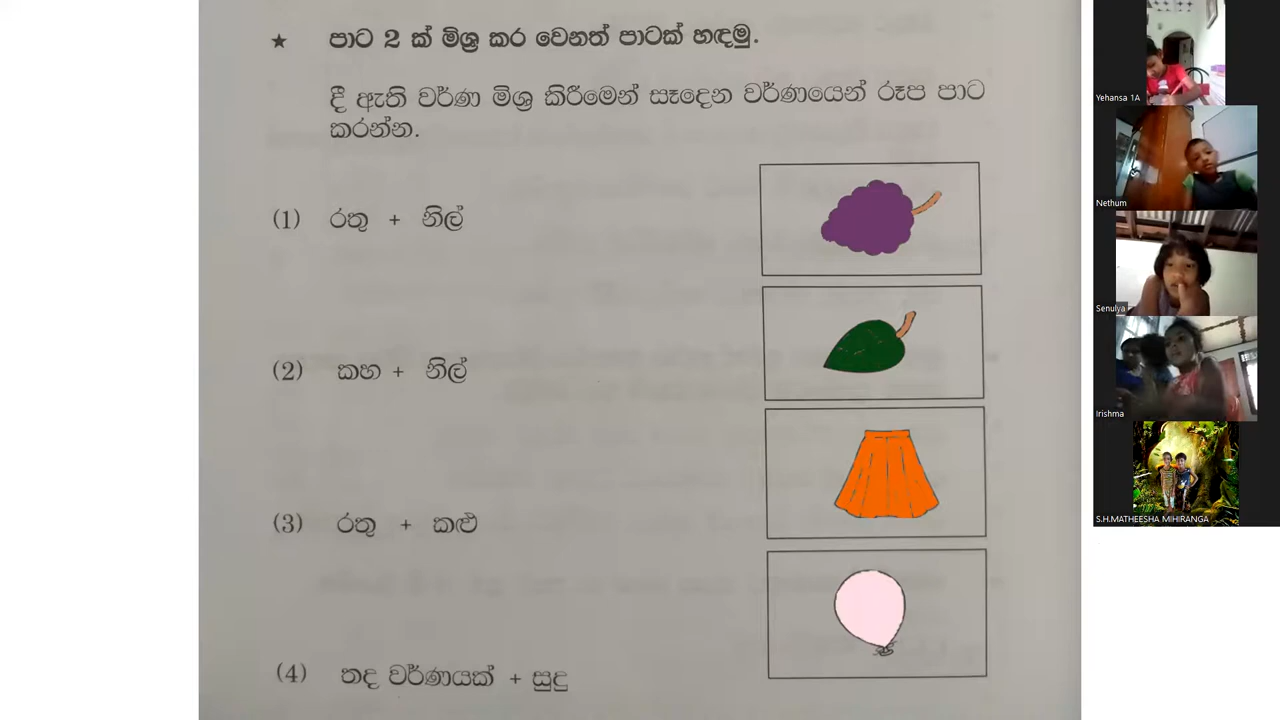 ★ පාට 2 ක් මිශ්‍ර කර වෙනත් පාටක් හඳමු.
දී ඇති වර්ණ මිශ්‍ර කිරීමෙන් සෑදෙන වර්ණයෙන් රූප පාට
කරන්න.
(1) රතු + නිල්
(2) කහ + නිල්
(3) රතු + කළු
(4) තද වර්ණයක් + සුදු
Yehansa 1A
Nethum
Senulya
Irishma
S.H.MATHEESHA MIHIRANGA